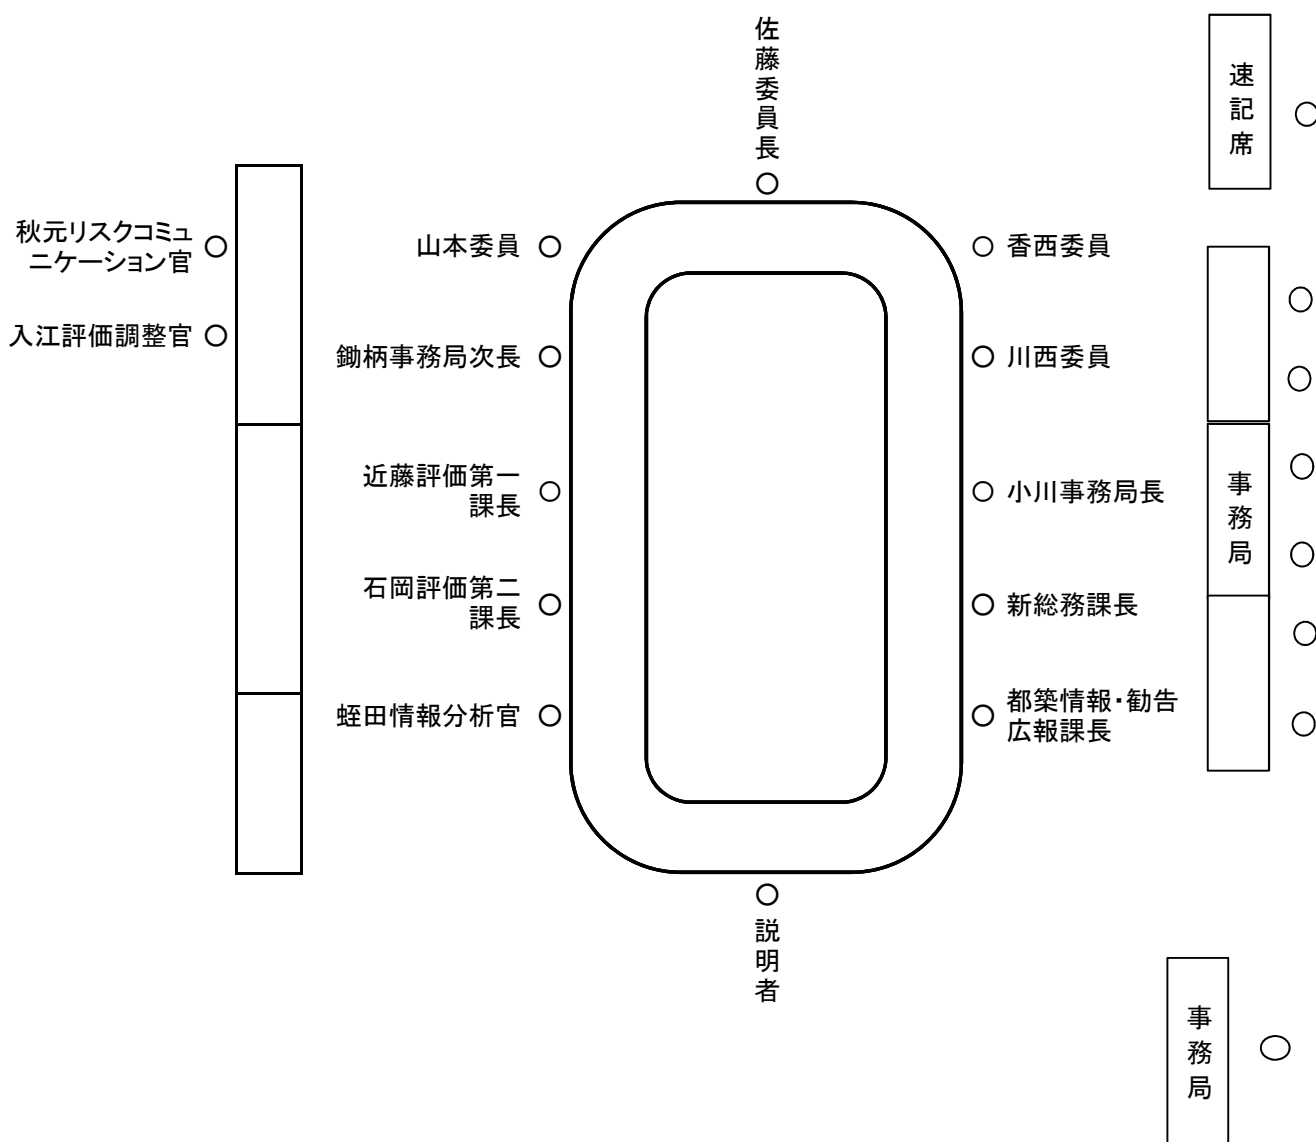 佐藤委員長
速記席
秋元リスクコミュ
ニケーション官
入江評価調整官
山本委員
鋤柄事務局次長
近藤評価第一
課長
石岡評価第二
課長
蛭田情報分析官
香西委員
川西委員
小川事務局長
新総務課長
都築情報・勧告
広報課長
事務局
説明者
事務局